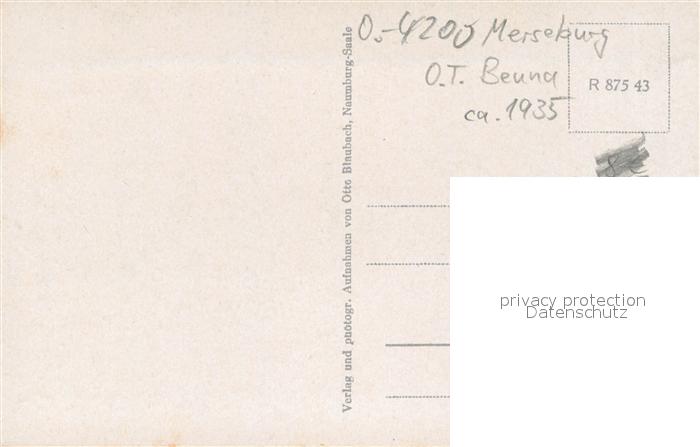 O.-4200 Merseburg
O.T. Beuna
ca. 1935
R 875 43
Verlag und photogr. Aufnahmen von Otto Blaubach, Naumburg-Saale
privacy protection
Datenschutz